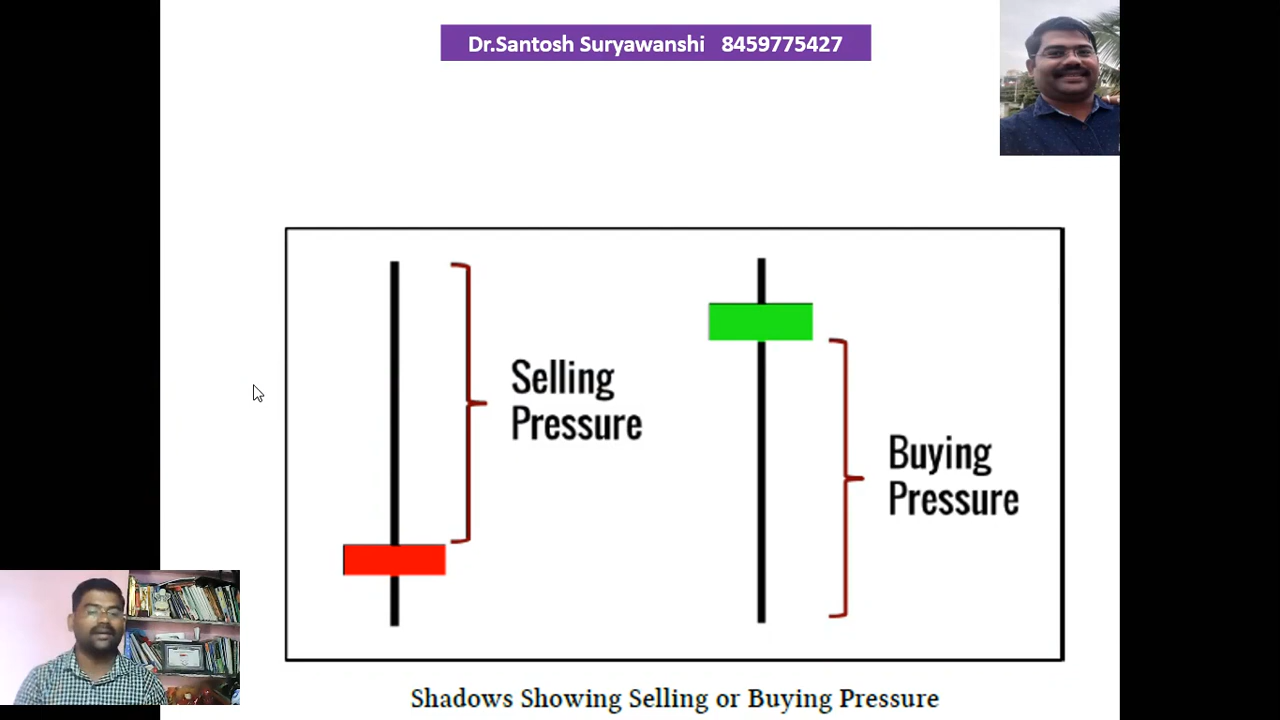 Dr.Santosh Suryawanshi 8459775427
Selling
Pressure
Buying
Pressure
Shadows Showing Selling or Buying Pressure